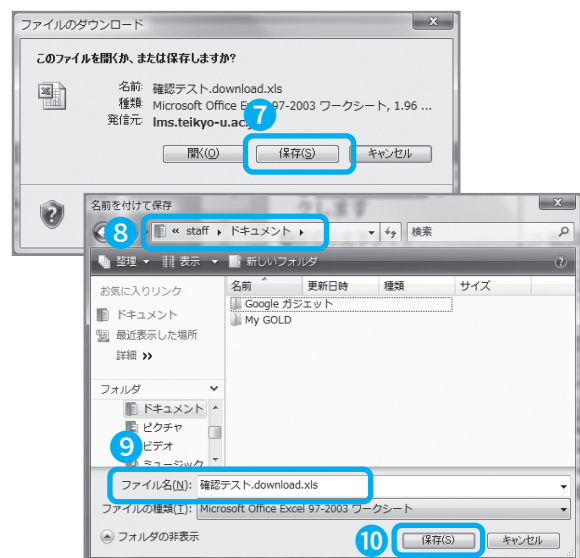 ファイルのダウンロード
このファイルを開くか、または保存しますか?
名前: 確認テスト.download.xls
種類: Microsoft Office E 97-2003 ワークシート, 1.96 ...
発信元: lms.teikyo-u.ac.
7
開く(O) 保存(S) キャンセル
名前を付けて保存
8
« staff ▸ ドキュメント ▸ 検索
整理 ▼ 表示 ▼ 新しいフォルダ
お気に入りリンク
ドキュメント
最近表示した場所
詳細 »
名前 更新日時 種類 サイズ
Google ガジェット
My GOLD
フォルダ
ドキュメント
ピクチャ
ビデオ
ミュージック
9
ファイル名(N): 確認テスト.download.xls
ファイルの種類(T): Microsoft Office Excel 97-2003 ワークシート
フォルダの非表示
10
保存(S) キャンセル